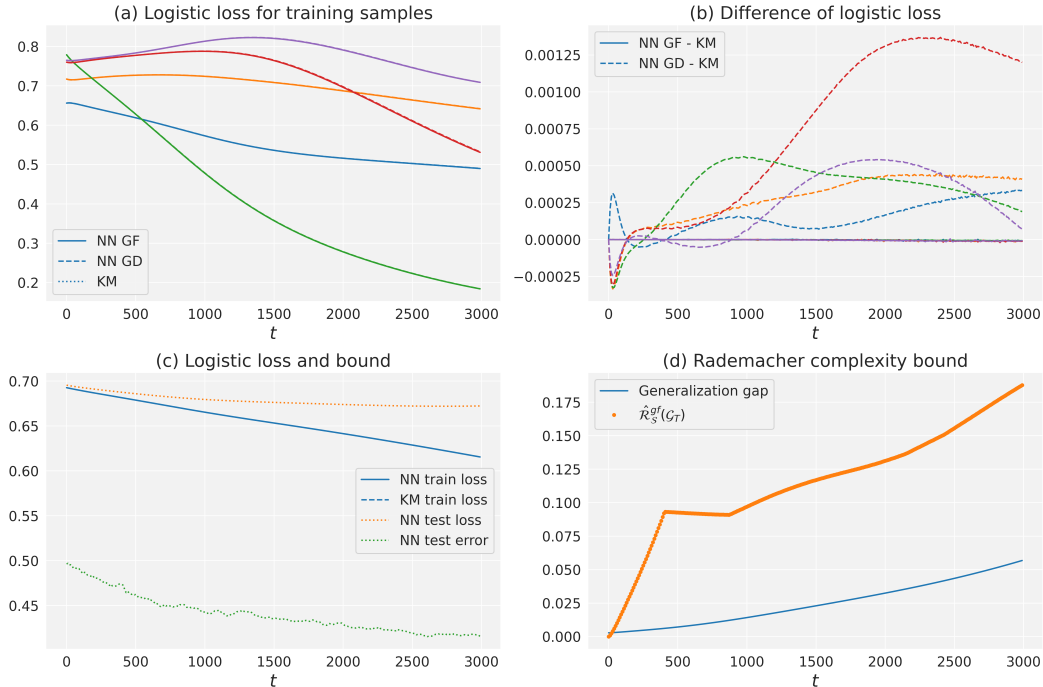 (a) Logistic loss for training samples
0.8
0.7
0.6
0.5
0.4
0.3
0.2
NN GF
NN GD
KM
0 500 1000 1500 2000 2500 3000
t
(b) Difference of logistic loss
NN GF - KM
NN GD - KM
0.00125
0.00100
0.00075
0.00050
0.00025
0.00000
−0.00025
0 500 1000 1500 2000 2500 3000
t
(c) Logistic loss and bound
0.70
0.65
0.60
0.55
0.50
0.45
NN train loss
KM train loss
NN test loss
NN test error
0 500 1000 1500 2000 2500 3000
t
(d) Rademacher complexity bound
Generalization gap
$\hat{\mathcal{R}}_S^{gf}(\mathcal{G}_T)$
0.175
0.150
0.125
0.100
0.075
0.050
0.025
0.000
0 500 1000 1500 2000 2500 3000
t